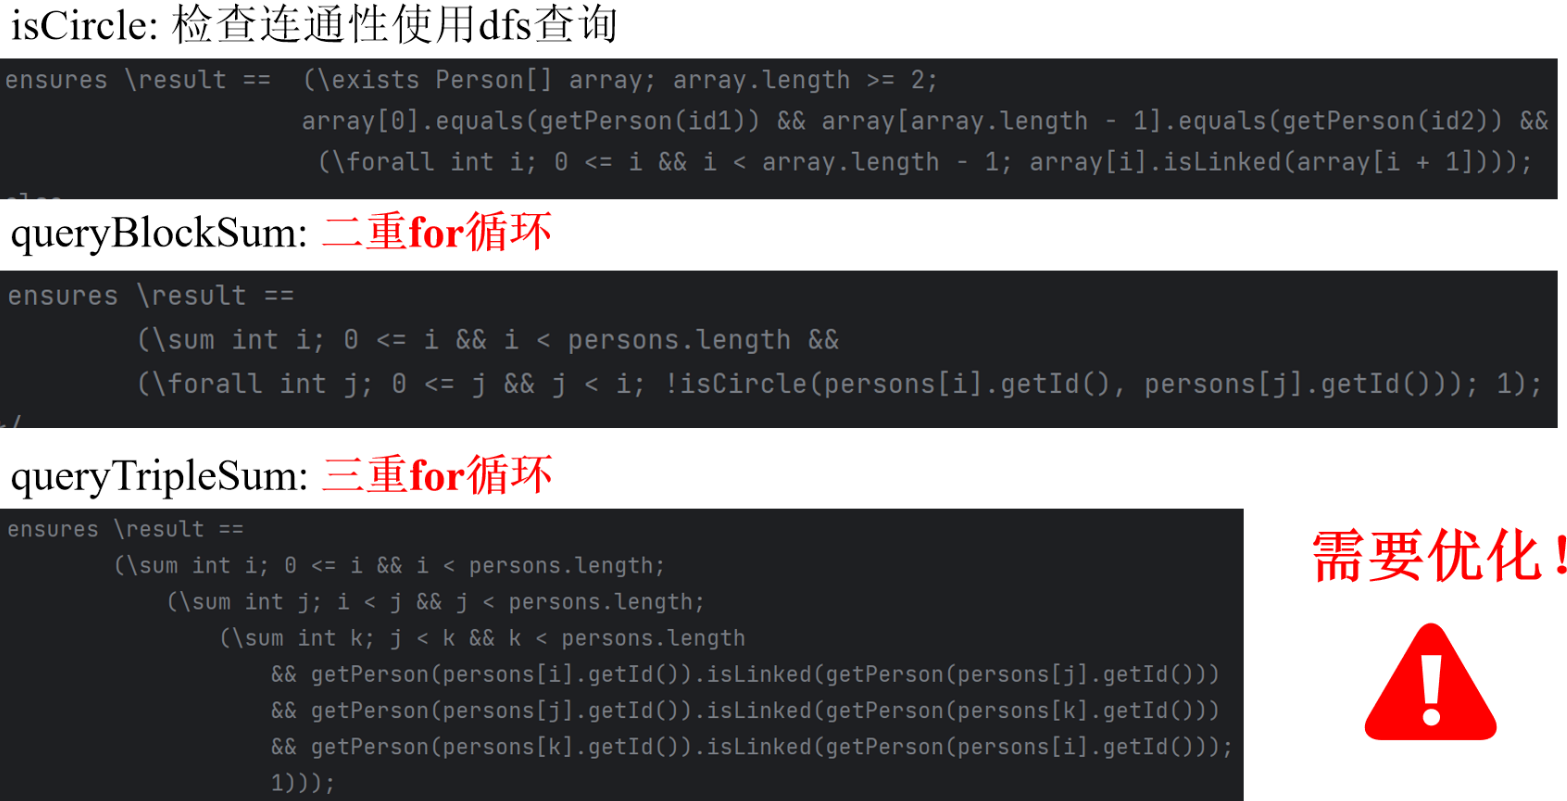 isCircle: 检查连通性使用dfs查询
ensures \result ==  (\exists Person[] array; array.length >= 2;
array[0].equals(getPerson(id1)) && array[array.length - 1].equals(getPerson(id2)) &&
(\forall int i; 0 <= i && i < array.length - 1; array[i].isLinked(array[i + 1])));
queryBlockSum: 二重for循环
ensures \result ==
(\sum int i; 0 <= i && i < persons.length &&
(\forall int j; 0 <= j && j < i; !isCircle(persons[i].getId(), persons[j].getId())); 1);
queryTripleSum: 三重for循环
ensures \result ==
(\sum int i; 0 <= i && i < persons.length;
(\sum int j; i < j && j < persons.length;
(\sum int k; j < k && k < persons.length
&& getPerson(persons[i].getId()).isLinked(getPerson(persons[j].getId()))
&& getPerson(persons[j].getId()).isLinked(getPerson(persons[k].getId()))
&& getPerson(persons[k].getId()).isLinked(getPerson(persons[i].getId()));
1)));
需要优化!